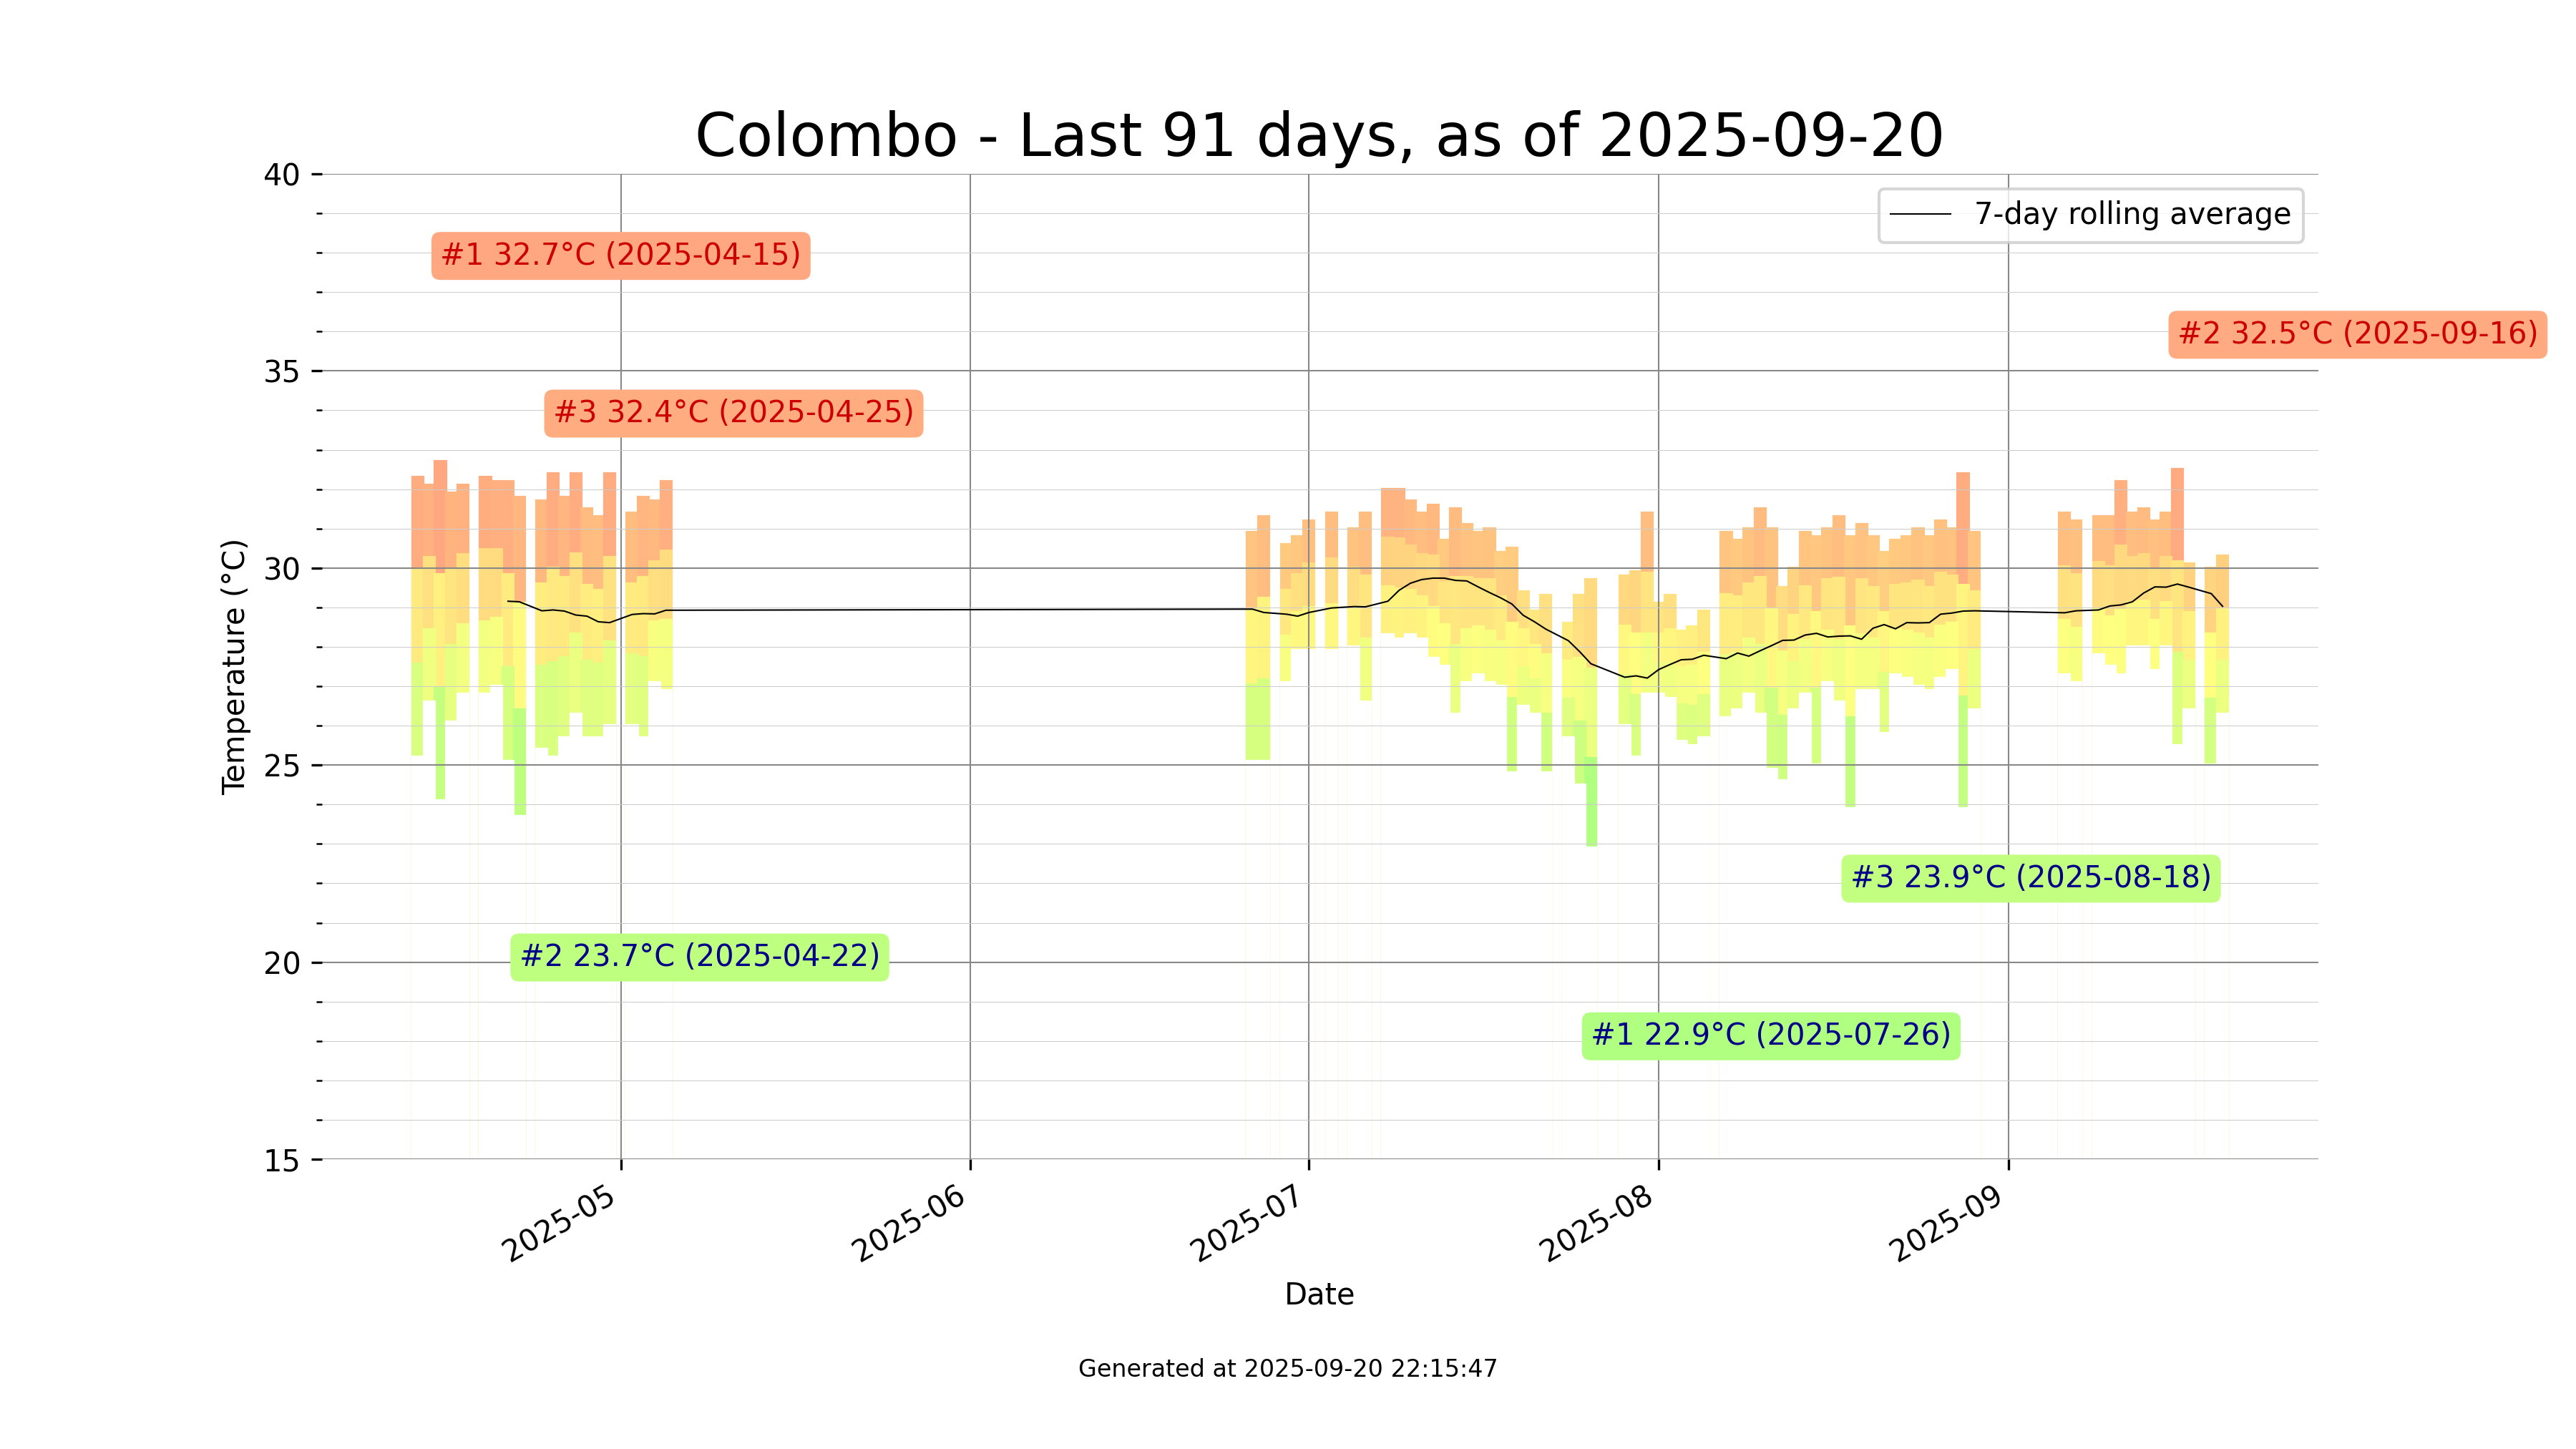 Colombo - Last 91 days, as of 2025-09-20
40
7-day rolling average
#1 32.7°C (2025-04-15)
#2 32.5°C (2025-09-16)
35
#3 32.4°C (2025-04-25)
30
Temperature (°C)
25
#3 23.9°C (2025-08-18)
#2 23.7°C (2025-04-22)
20
#1 22.9°C (2025-07-26)
15
2025-05
2025-06
2025-07
2025-08
2025-09
Date
Generated at 2025-09-20 22:15:47